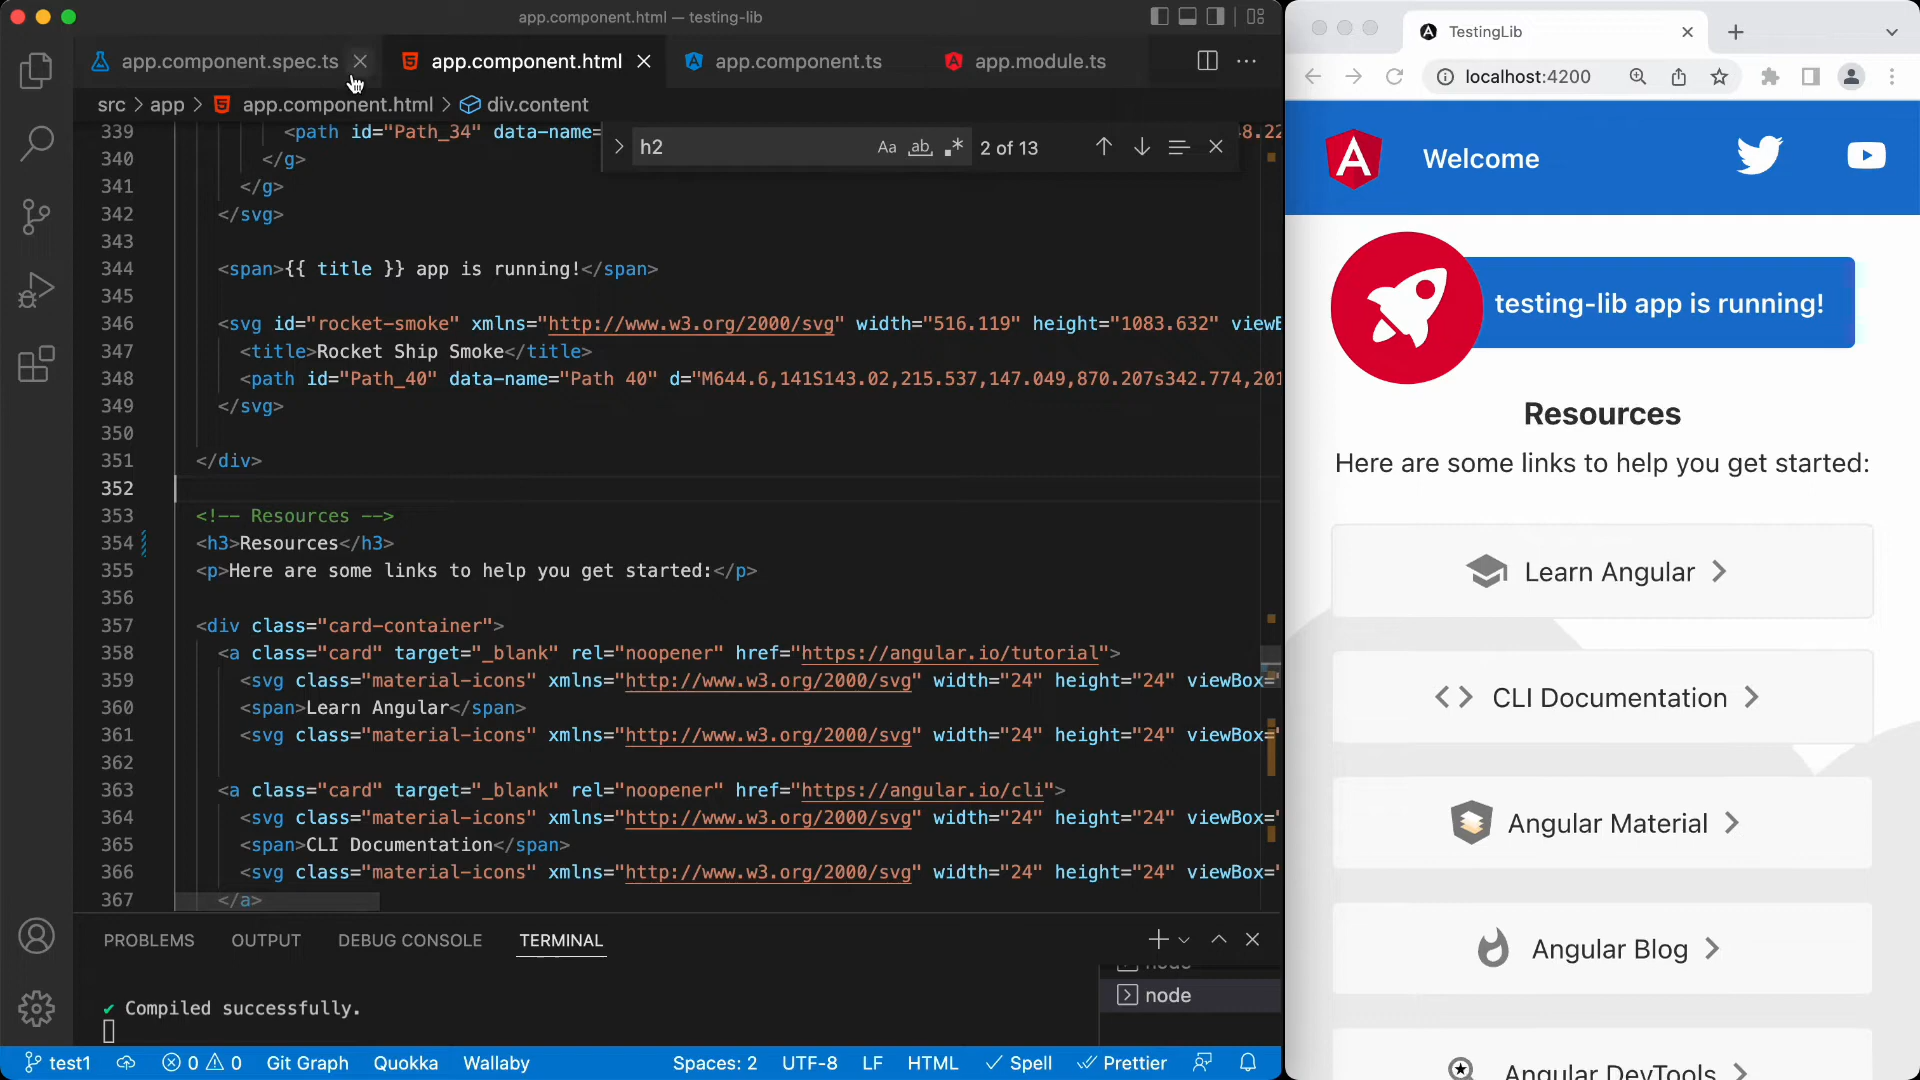 app.component.html — testing-lib
app.component.spec.ts
app.component.html
app.component.ts
app.module.ts
src > app > app.component.html > div.content
h2
Aa
ab
2 of 13
339 <path id="Path_34" data-name=
8.22
340 </g>
341 </g>
342 </svg>
343
344 <span>{{ title }} app is running!</span>
345
346 <svg id="rocket-smoke" xmlns="http://www.w3.org/2000/svg" width="516.119" height="1083.632" viewB
347 <title>Rocket Ship Smoke</title>
348 <path id="Path_40" data-name="Path 40" d="M644.6,141S143.02,215.537,147.049,870.207s342.774,201
349 </svg>
350
351 </div>
352
353 <!-- Resources -->
354 <h3>Resources</h3>
355 <p>Here are some links to help you get started:</p>
356
357 <div class="card-container">
358 <a class="card" target="_blank" rel="noopener" href="https://angular.io/tutorial">
359 <svg class="material-icons" xmlns="http://www.w3.org/2000/svg" width="24" height="24" viewBox="
360 <span>Learn Angular</span>
361 <svg class="material-icons" xmlns="http://www.w3.org/2000/svg" width="24" height="24" viewBox="
362
363 <a class="card" target="_blank" rel="noopener" href="https://angular.io/cli">
364 <svg class="material-icons" xmlns="http://www.w3.org/2000/svg" width="24" height="24" viewBox="
365 <span>CLI Documentation</span>
366 <svg class="material-icons" xmlns="http://www.w3.org/2000/svg" width="24" height="24" viewBox="
367 </a>
PROBLEMS
OUTPUT
DEBUG CONSOLE
TERMINAL
✔ Compiled successfully.
node
test1
0
0
Git Graph
Quokka
Wallaby
Spaces: 2
UTF-8
LF
HTML
Spell
Prettier
TestingLib
localhost:4200
A
Welcome
testing-lib app is running!
Resources
Here are some links to help you get started:
Learn Angular
CLI Documentation
Angular Material
Angular Blog
Angular DevTools